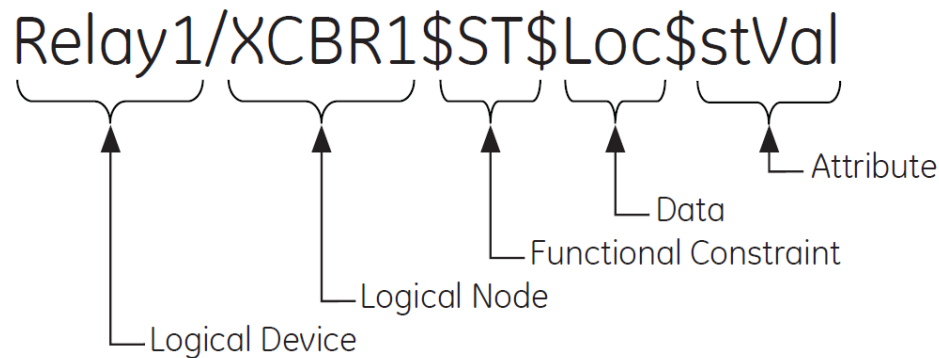 Relay1/XCBR1$ST$Loc$stVal
Attribute
Data
Functional Constraint
Logical Node
Logical Device